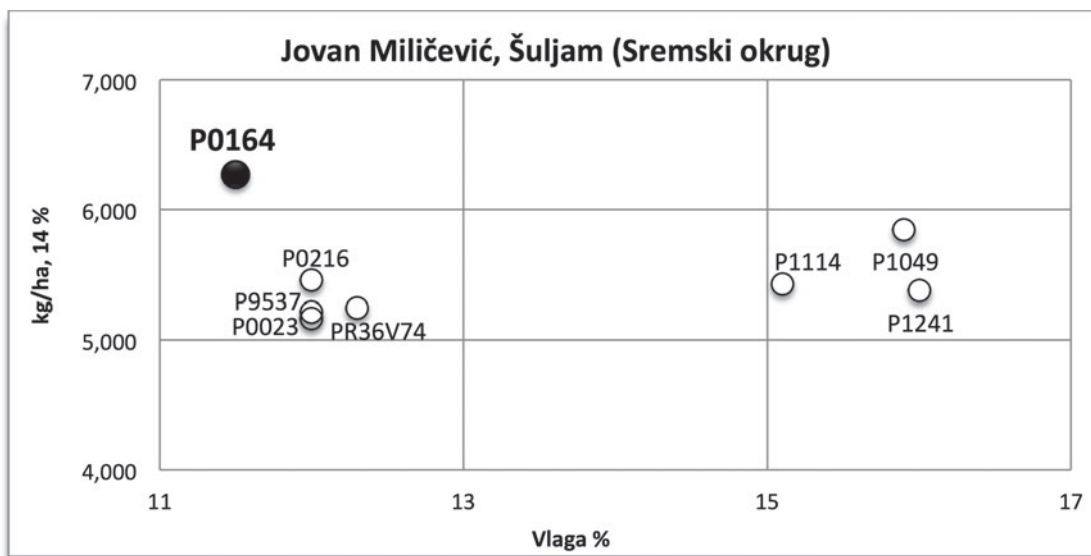 Jovan Miličević, Šuljam (Sremski okrug)
kg/ha, 14 %
7,000
6,000
5,000
4,000
P0164
P0216
P9537
P0023
PR36V74
P1114
P1049
P1241
11
13
15
17
Vlaga %